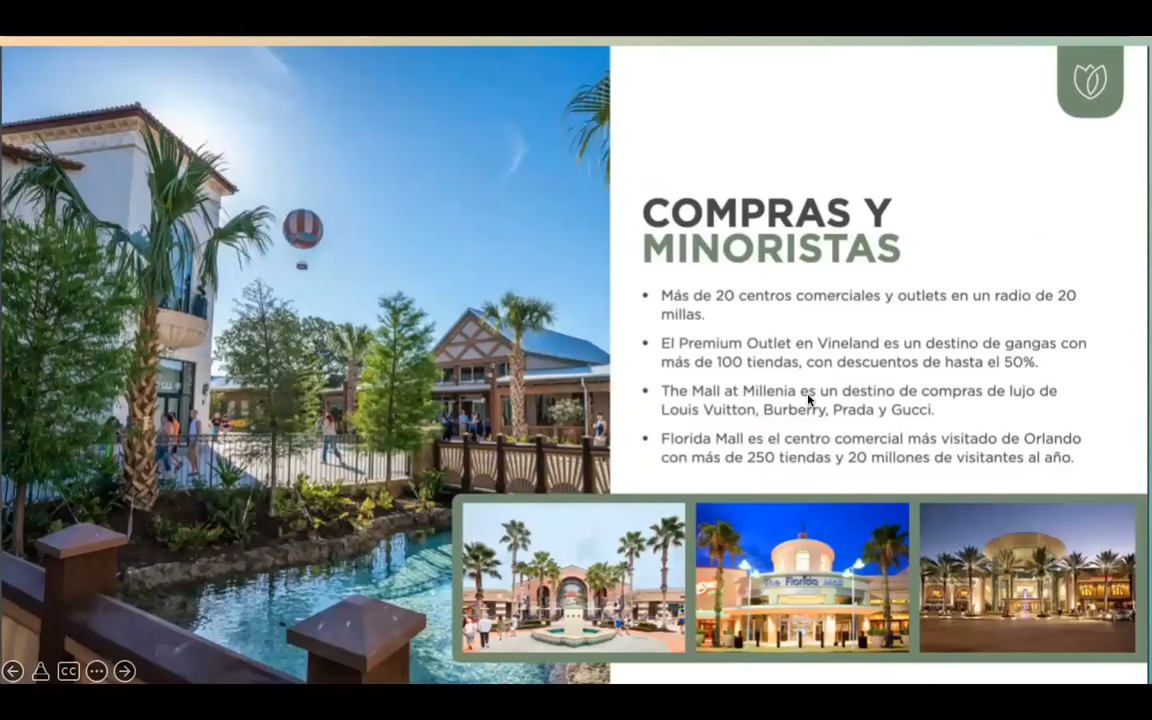 COMPRAS Y
MINORISTAS
• Más de 20 centros comerciales y outlets en un radio de 20
millas.
• El Premium Outlet en Vineland es un destino de gangas con
más de 100 tiendas, con descuentos de hasta el 50%.
• The Mall at Millenia es un destino de compras de lujo de
Louis Vuitton, Burberry, Prada y Gucci.
• Florida Mall es el centro comercial más visitado de Orlando
con más de 250 tiendas y 20 millones de visitantes al año.
The Florida Mall
CC